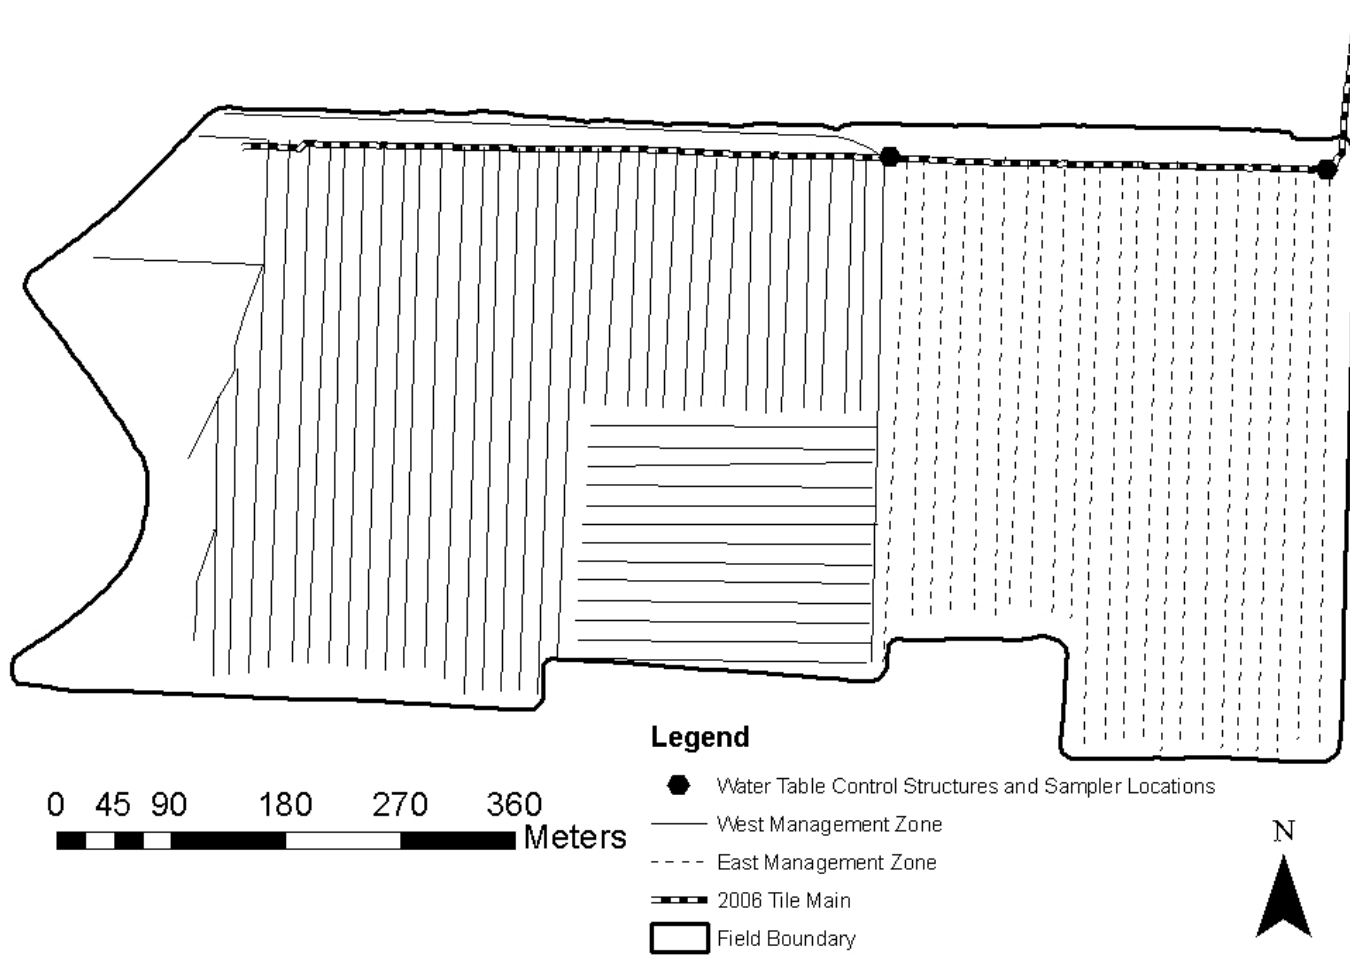 Legend
Water Table Control Structures and Sampler Locations
West Management Zone
East Management Zone
2006 Tile Main
Field Boundary
0 45 90 180 270 360
Meters
N